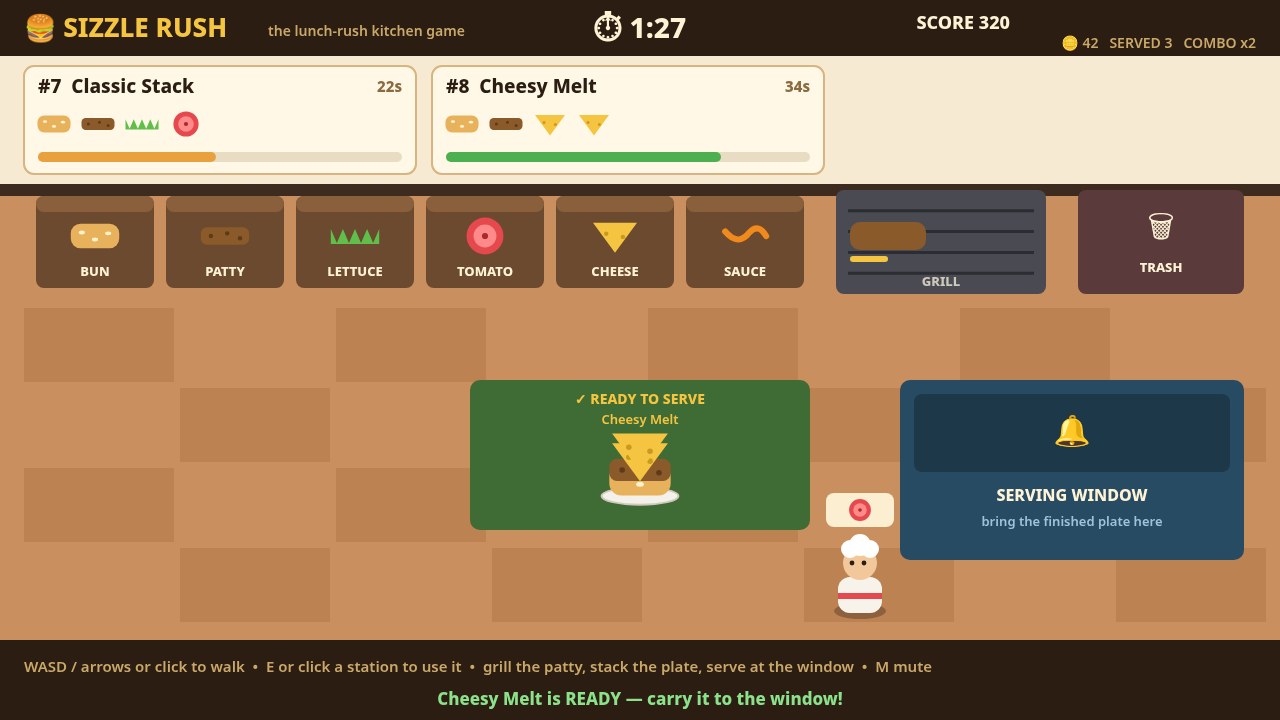 SIZZLE RUSH
the lunch-rush kitchen game
1:27
SCORE 320
42 SERVED 3 COMBO x2
#7 Classic Stack
22s
#8 Cheesy Melt
34s
BUN
PATTY
LETTUCE
TOMATO
CHEESE
SAUCE
GRILL
TRASH
✓ READY TO SERVE
Cheesy Melt
SERVING WINDOW
bring the finished plate here
WASD / arrows or click to walk • E or click a station to use it • grill the patty, stack the plate, serve at the window • M mute
Cheesy Melt is READY — carry it to the window!